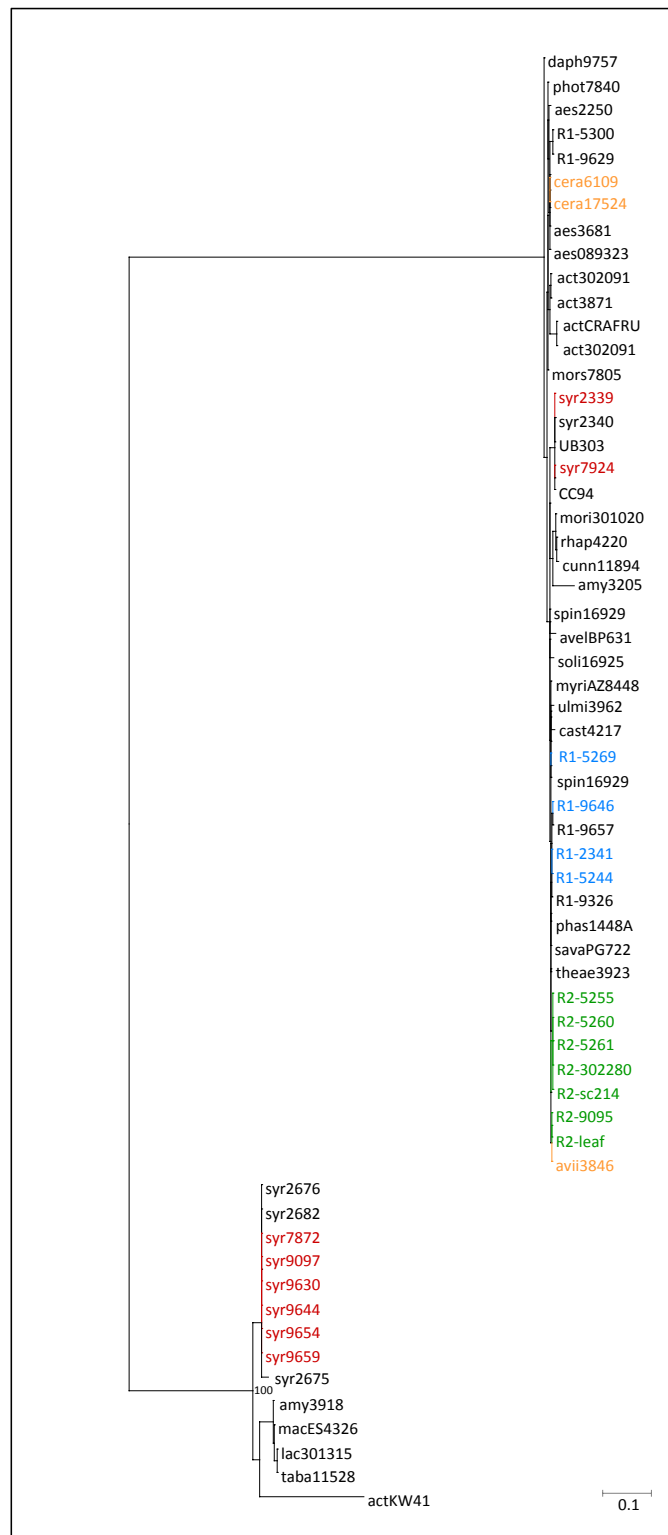 daph9757
phot7840
aes2250
R1-5300
R1-9629
cera6109
cera17524
aes3681
aes089323
act302091
act3871
actCRAFRU
act302091
mors7805
syr2339
syr2340
UB303
syr7924
CC94
mori301020
rhap4220
cunn11894
amy3205
spin16929
avelBP631
soli16925
myriAZ8448
ulmi3962
cast4217
R1-5269
spin16929
R1-9646
R1-9657
R1-2341
R1-5244
R1-9326
phas1448A
savaPG722
theae3923
R2-5255
R2-5260
R2-5261
R2-302280
R2-sc214
R2-9095
R2-leaf
avii3846
syr2676
syr2682
syr7872
syr9097
syr9630
syr9644
syr9654
syr9659
syr2675
100
amy3918
macES4326
lac301315
taba11528
actKW41
0.1